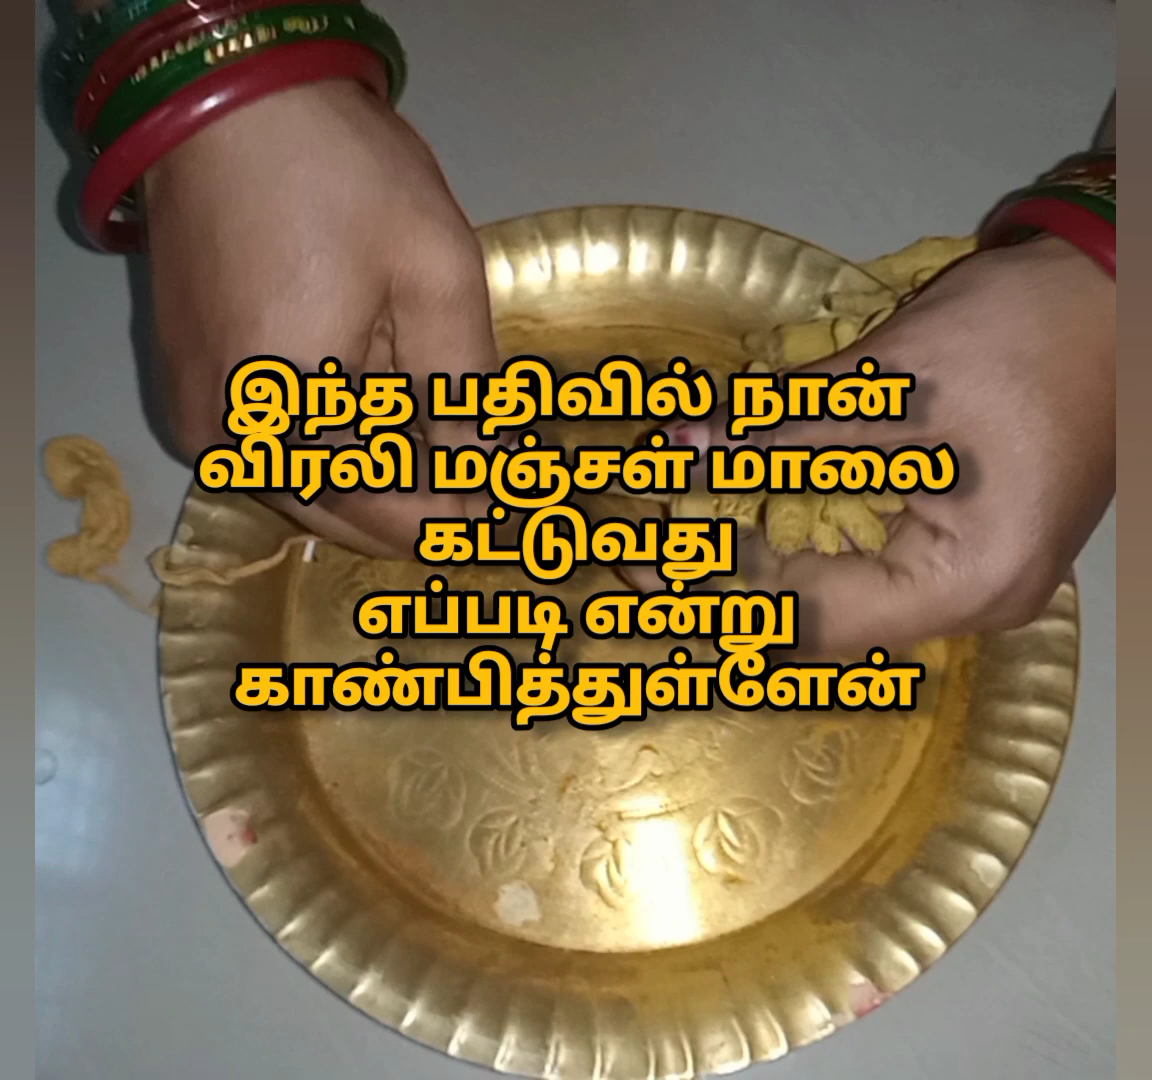 இந்த பதிவில் நான்
விரலி மஞ்சள் மாலை
கட்டுவது
எப்படி என்று
காண்பித்துள்ளேன்